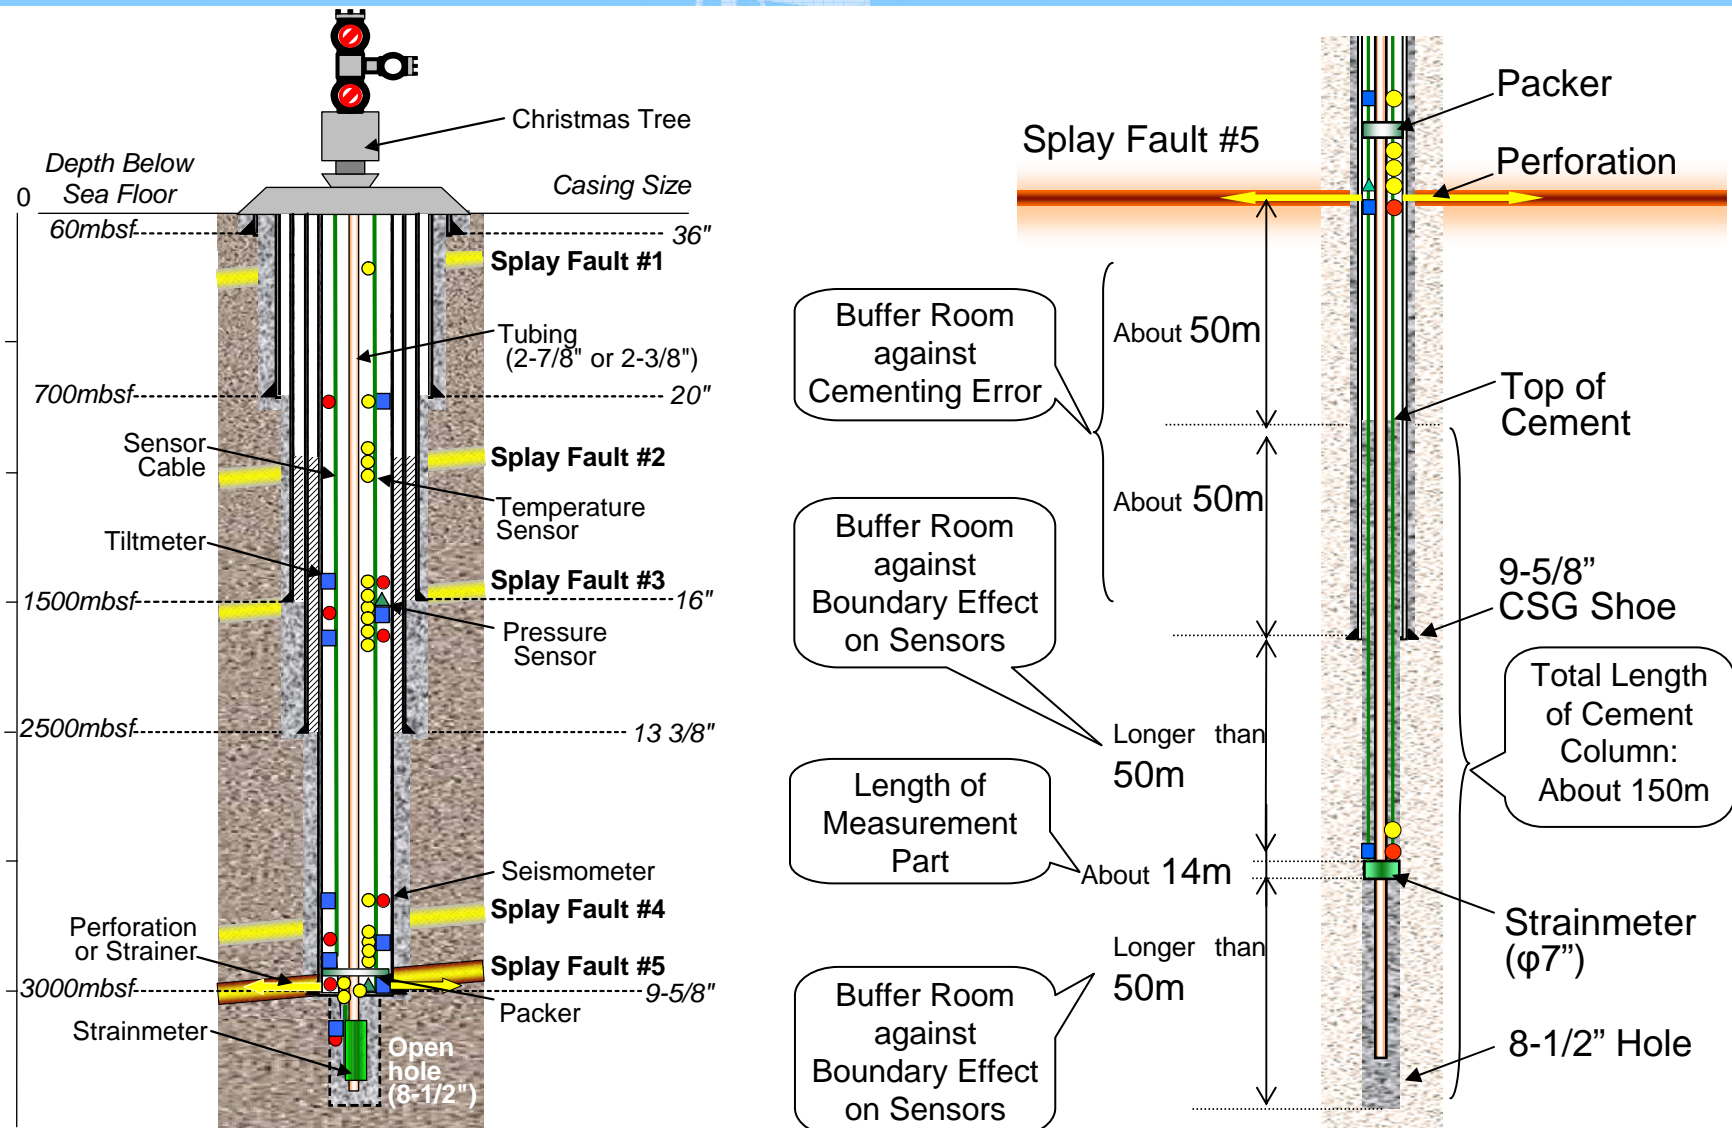 Christmas Tree
Depth Below
Sea Floor
Casing Size
0
60mbsf
36"
Splay Fault #1
Tubing
(2-7/8" or 2-3/8")
700mbsf
20"
Sensor
Cable
Splay Fault #2
Temperature
Sensor
Tiltmeter
Splay Fault #3
1500mbsf
16"
Pressure
Sensor
2500mbsf
13 3/8"
Seismometer
Splay Fault #4
Perforation
or Strainer
Splay Fault #5
3000mbsf
9-5/8"
Packer
Strainmeter
Open
hole
(8-1/2")
Packer
Splay Fault #5
Perforation
Buffer Room
against
Cementing Error
About 50m
Top of
Cement
About 50m
Buffer Room
against
Boundary Effect
on Sensors
9-5/8”
CSG Shoe
Total Length
of Cement
Column:
About 150m
Longer than
50m
Length of
Measurement
Part
About 14m
Strainmeter
(φ7”)
Longer than
50m
Buffer Room
against
Boundary Effect
on Sensors
8-1/2” Hole